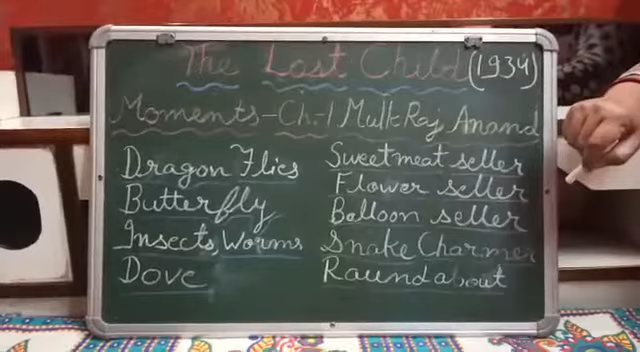 The Lost Child (1934)
Moments - Ch-1 Mulk Raj Anand
Dragon Flies
Butterfly
Insects, Worms
Dove
Sweetmeat seller
Flower seller
Balloon seller
Snake Charmer
Raundabout